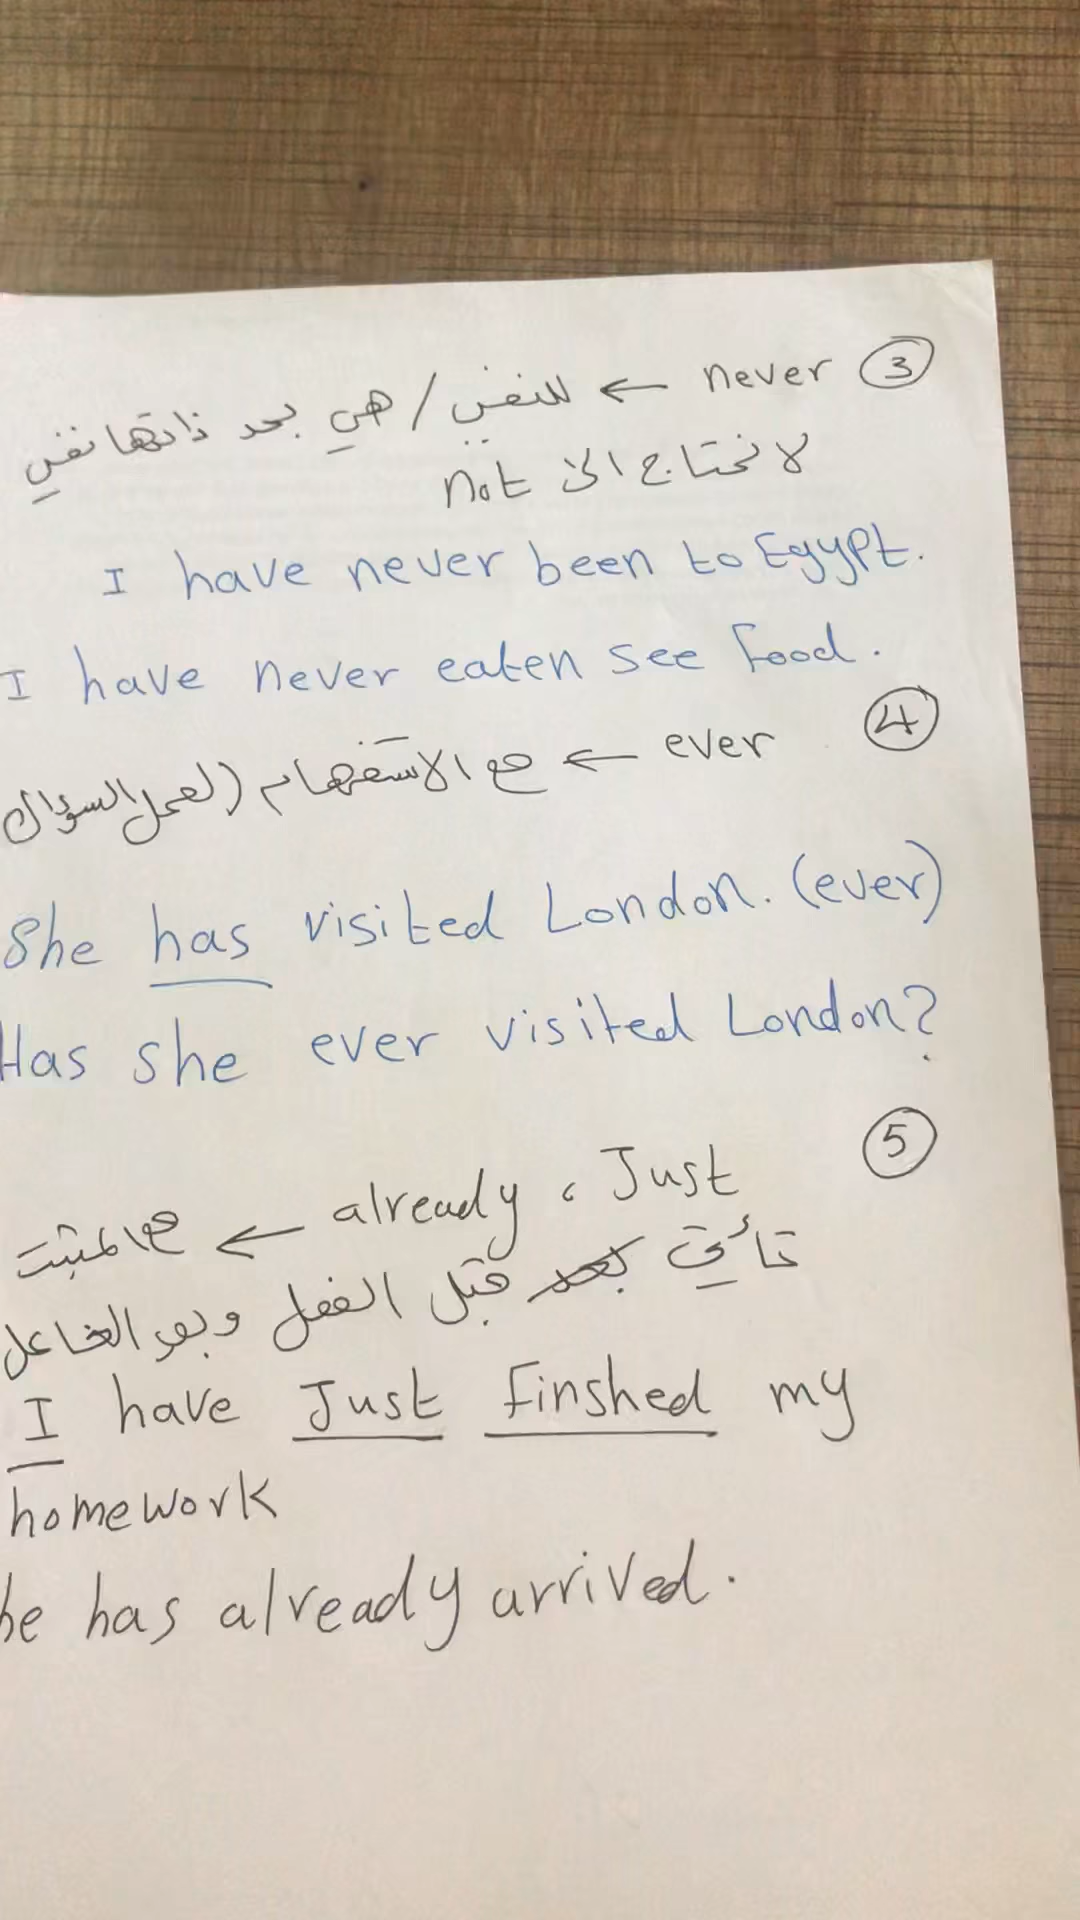 ③ never ← للنفي / هي بحد ذاتها نفي
لا نحتاج الى not
I have never been to Egypt.
I have never eaten see food.
④ ever ← مع الاستفهام (لعمل السؤال
She has visited London. (ever)
Has she ever visited London?
⑤ Just ، already ← مع المثبت
تأتي بعد قبل الفعل وبعد الفاعل
I have Just finshed my
homework
he has already arrived.